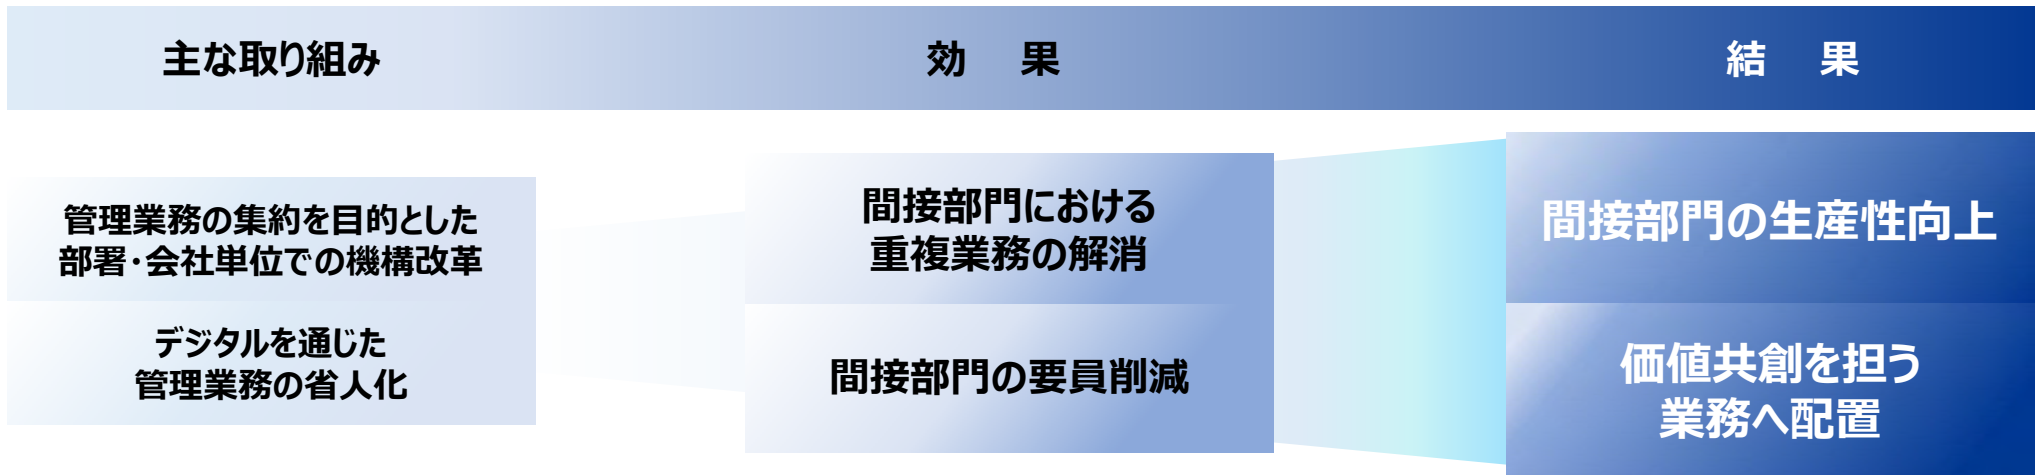 主な取り組み
効　果
結　果
管理業務の集約を目的とした
部署・会社単位での機構改革
デジタルを通じた
管理業務の省人化
間接部門における
重複業務の解消
間接部門の要員削減
間接部門の生産性向上
価値共創を担う
業務へ配置